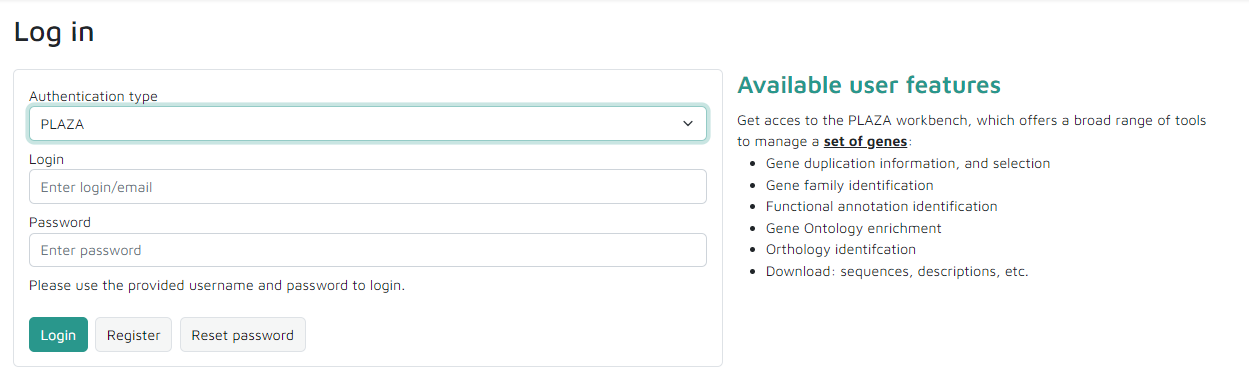 Log in
Authentication type
PLAZA
Login
Enter login/email
Password
Enter password
Please use the provided username and password to login.
Login Register Reset password
Available user features
Get acces to the PLAZA workbench, which offers a broad range of tools
to manage a set of genes:
• Gene duplication information, and selection
• Gene family identification
• Functional annotation identification
• Gene Ontology enrichment
• Orthology identifcation
• Download: sequences, descriptions, etc.